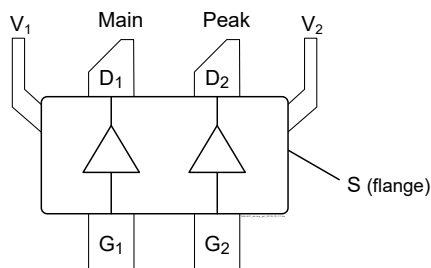 V₁ Main Peak V₂
D₁ D₂
S (flange)
G₁ G₂